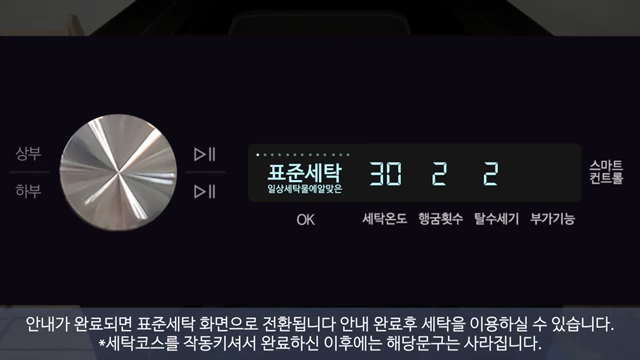 상부
하부
표준세탁
일상세탁물에알맞은
30 2 2
OK 세탁온도 행굼횟수 탈수세기 부가기능
스마트
컨트롤
안내가 완료되면 표준세탁 화면으로 전환됩니다 안내 완료후 세탁을 이용하실 수 있습니다.
*세탁코스를 작동키셔서 완료하신 이후에는 해당문구는 사라집니다.